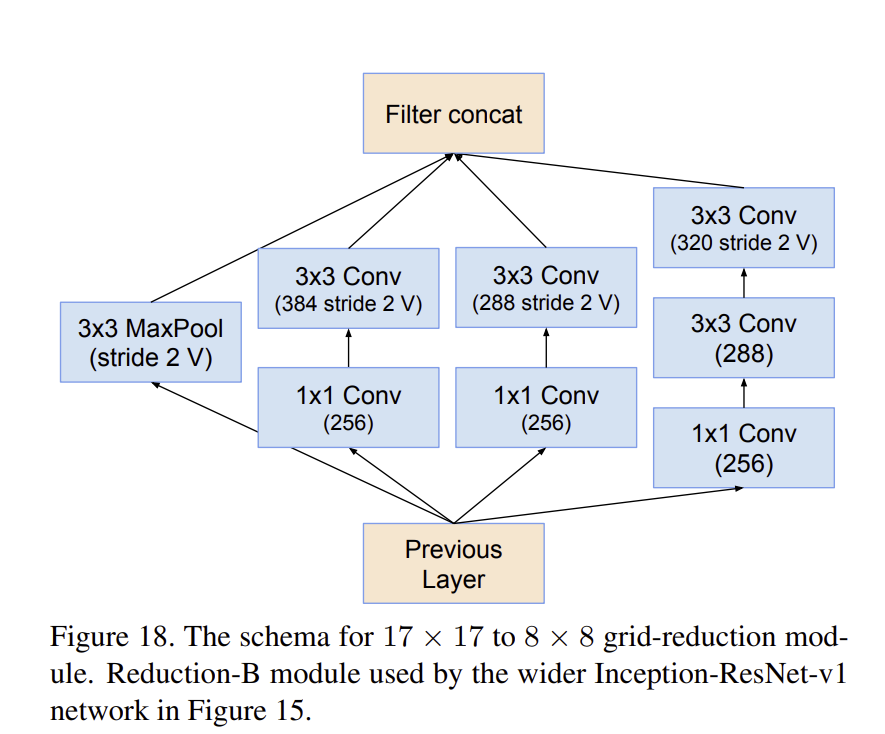 Filter concat
3x3 Conv
(320 stride 2 V)
3x3 Conv
(384 stride 2 V)
3x3 Conv
(288 stride 2 V)
3x3 MaxPool
(stride 2 V)
3x3 Conv
(288)
1x1 Conv
(256)
1x1 Conv
(256)
1x1 Conv
(256)
Previous
Layer
Figure 18. The schema for 17 × 17 to 8 × 8 grid-reduction mod-
ule. Reduction-B module used by the wider Inception-ResNet-v1
network in Figure 15.